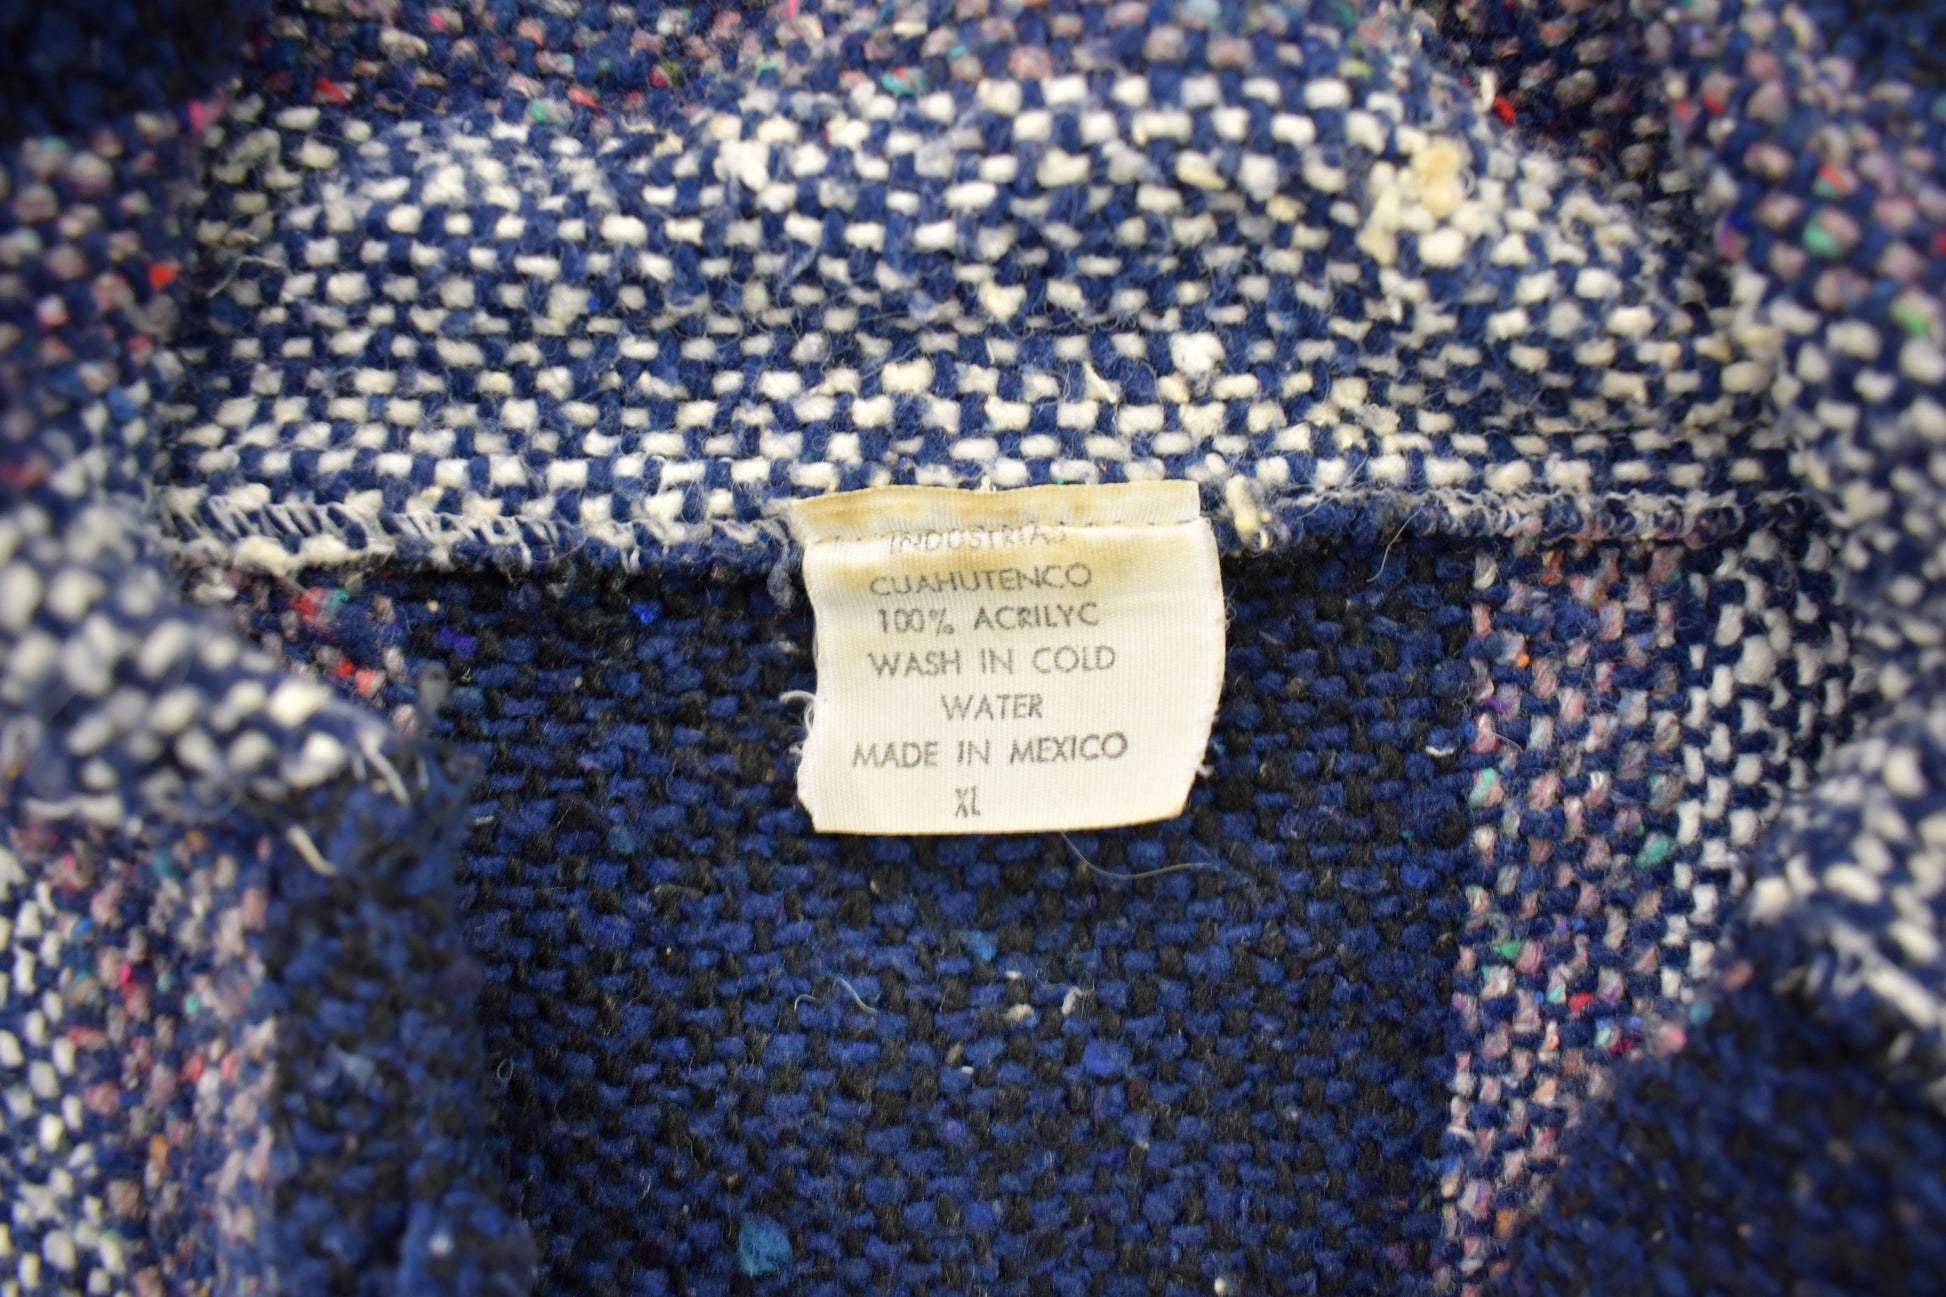 INDUSTRIAS
CUAHUTENCO
100% ACRILYC
WASH IN COLD
WATER
MADE IN MEXICO
XL